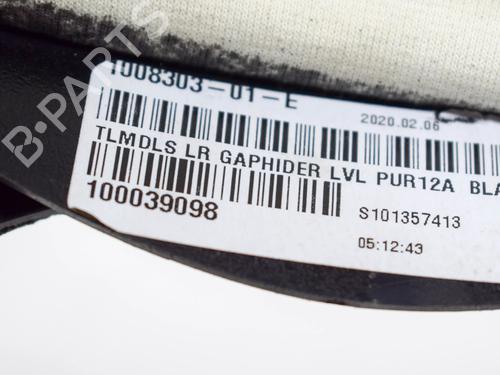 1008303-01-E
2020.02.06
TLMDLS LR GAPHIDER LVL PUR12A BLA
100039098
S101357413
05:12:43
B-PARTS